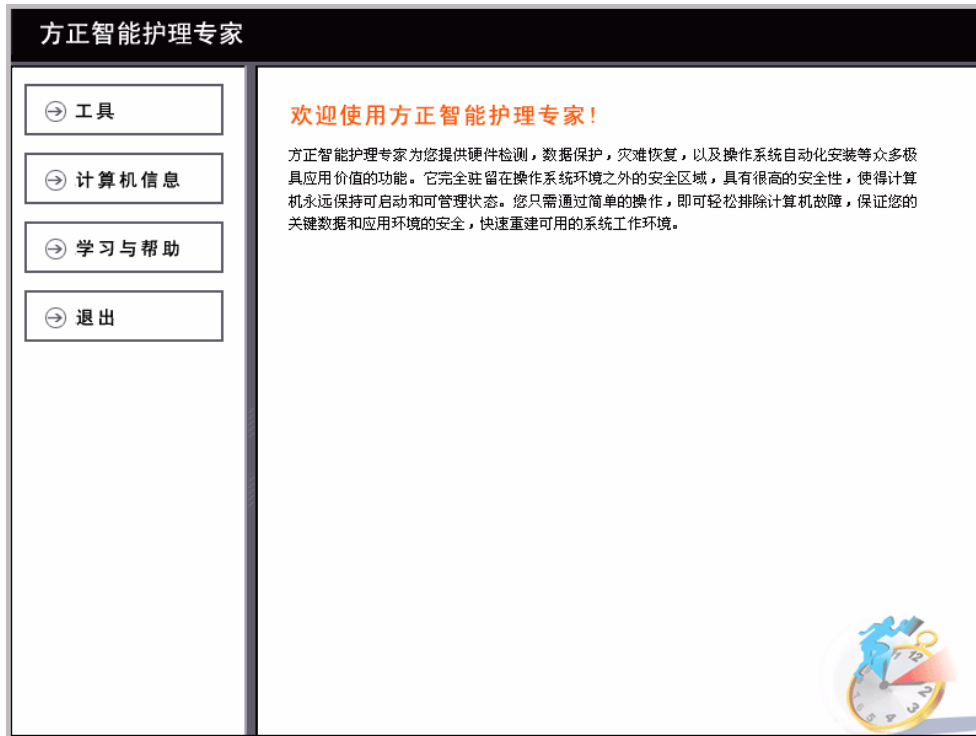 方正智能护理专家
工具
计算机信息
学习与帮助
退出
欢迎使用方正智能护理专家!
方正智能护理专家为您提供硬件检测，数据保护，灾难恢复，以及操作系统自动化安装等众多极
具应用价值的功能。它完全驻留在操作系统环境之外的安全区域，具有很高的安全性，使得计算
机永远保持可启动和可管理状态。您只需通过简单的操作，即可轻松排除计算机故障，保证您的
关键数据和应用环境的安全，快速重建可用的系统工作环境。
11 12
2
3
4
5
6